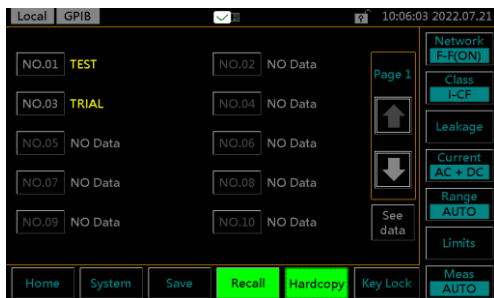 Local GPIB 10:06:03 2022.07.21
NO.01 TEST NO.02 NO Data
NO.03 TRIAL NO.04 NO Data
NO.05 NO Data NO.06 NO Data
NO.07 NO Data NO.08 NO Data
NO.09 NO Data NO.10 NO Data
Page 1
See
data
Network
F-F(ON)
Class
I-CF
Leakage
Current
AC + DC
Range
AUTO
Limits
Meas
AUTO
Home System Save Recall Hardcopy Key Lock